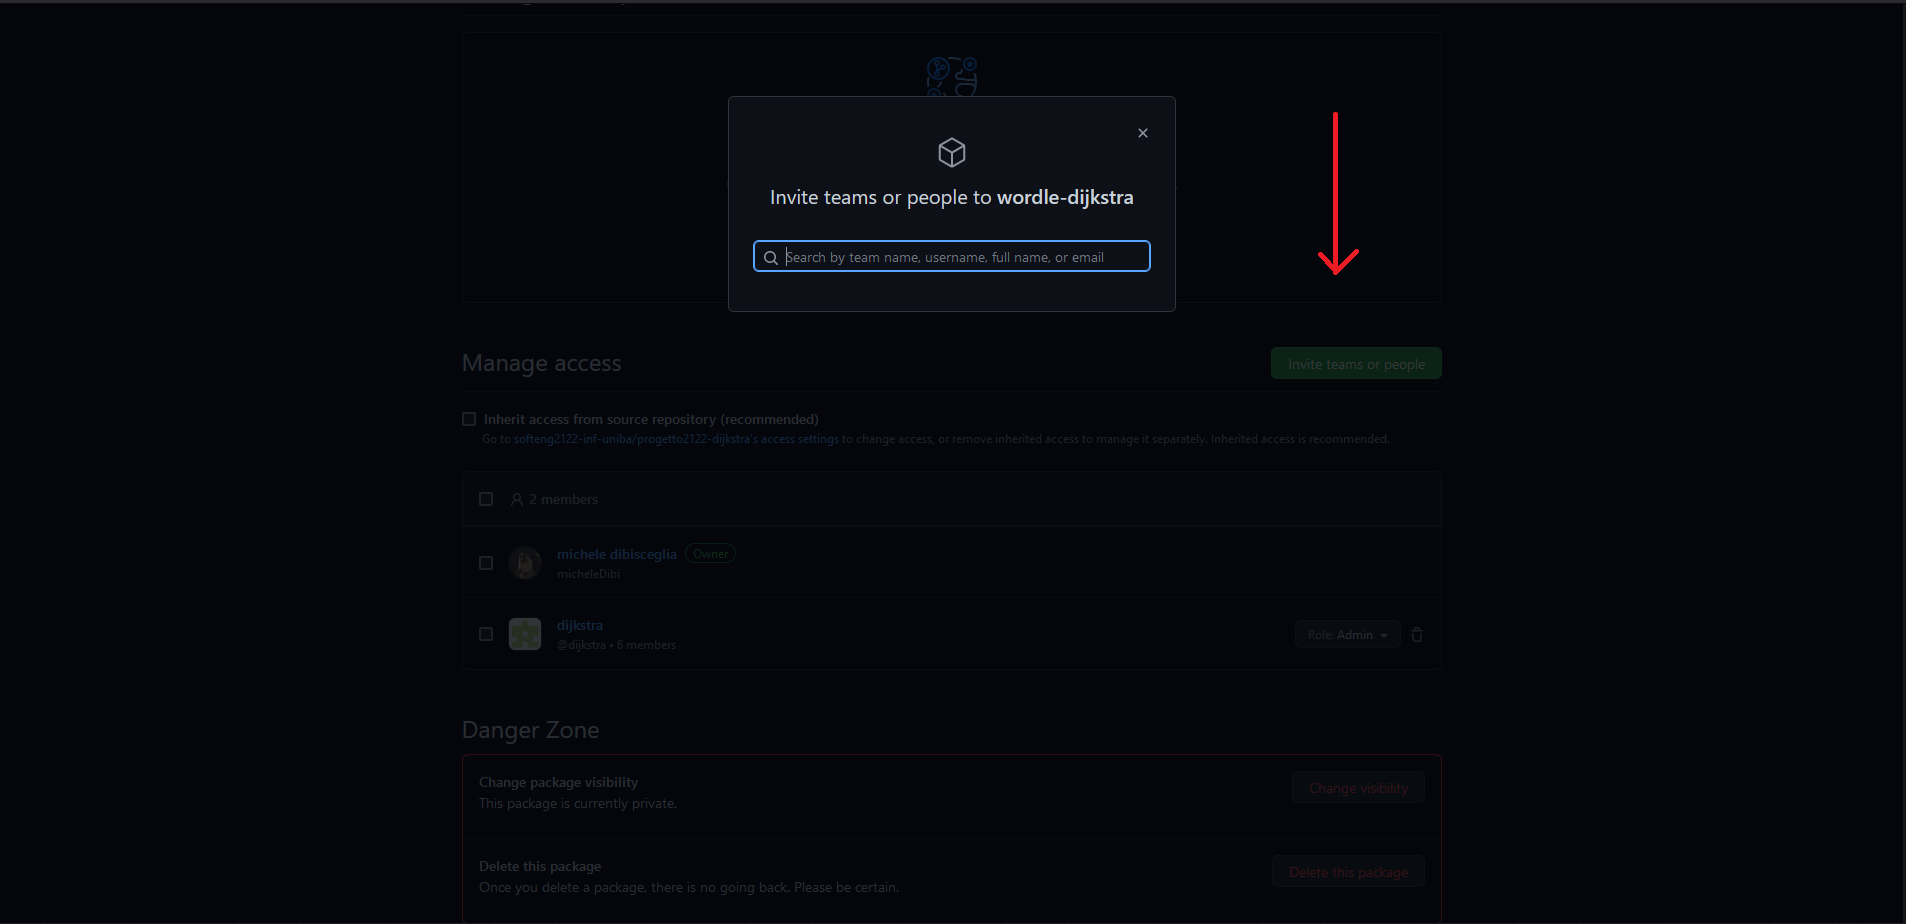 Invite teams or people to wordle-dijkstra
Search by team name, username, full name, or email
Manage access
Invite teams or people
Inherit access from source repository (recommended)
Go to softeng2122-inf-uniba/progetto2122-dijkstra's access settings to change access, or remove inherited access to manage it separately. Inherited access is recommended.
2 members
michele dibisceglia Owner
micheleDibi
dijkstra
@dijkstra • 6 members
Role: Admin
Danger Zone
Change package visibility
This package is currently private.
Change visibility
Delete this package
Once you delete a package, there is no going back. Please be certain.
Delete this package